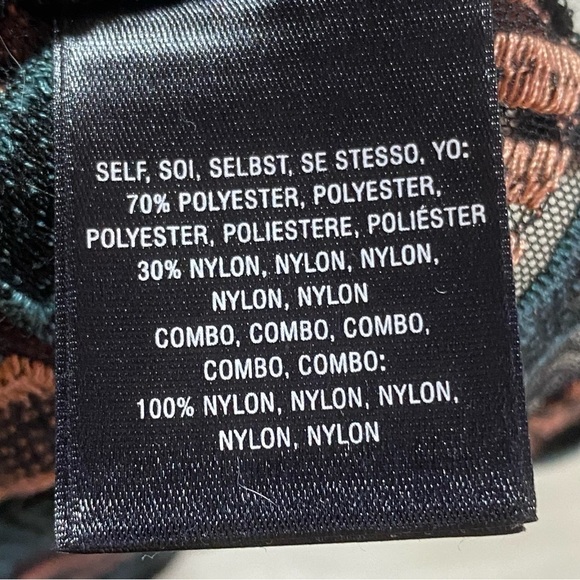 SELF, SOI, SELBST, SE STESSO, YO:
70% POLYESTER, POLYESTER,
POLYESTER, POLIESTERE, POLIÉSTER
30% NYLON, NYLON, NYLON,
NYLON, NYLON
COMBO, COMBO, COMBO,
COMBO, COMBO:
100% NYLON, NYLON, NYLON,
NYLON, NYLON